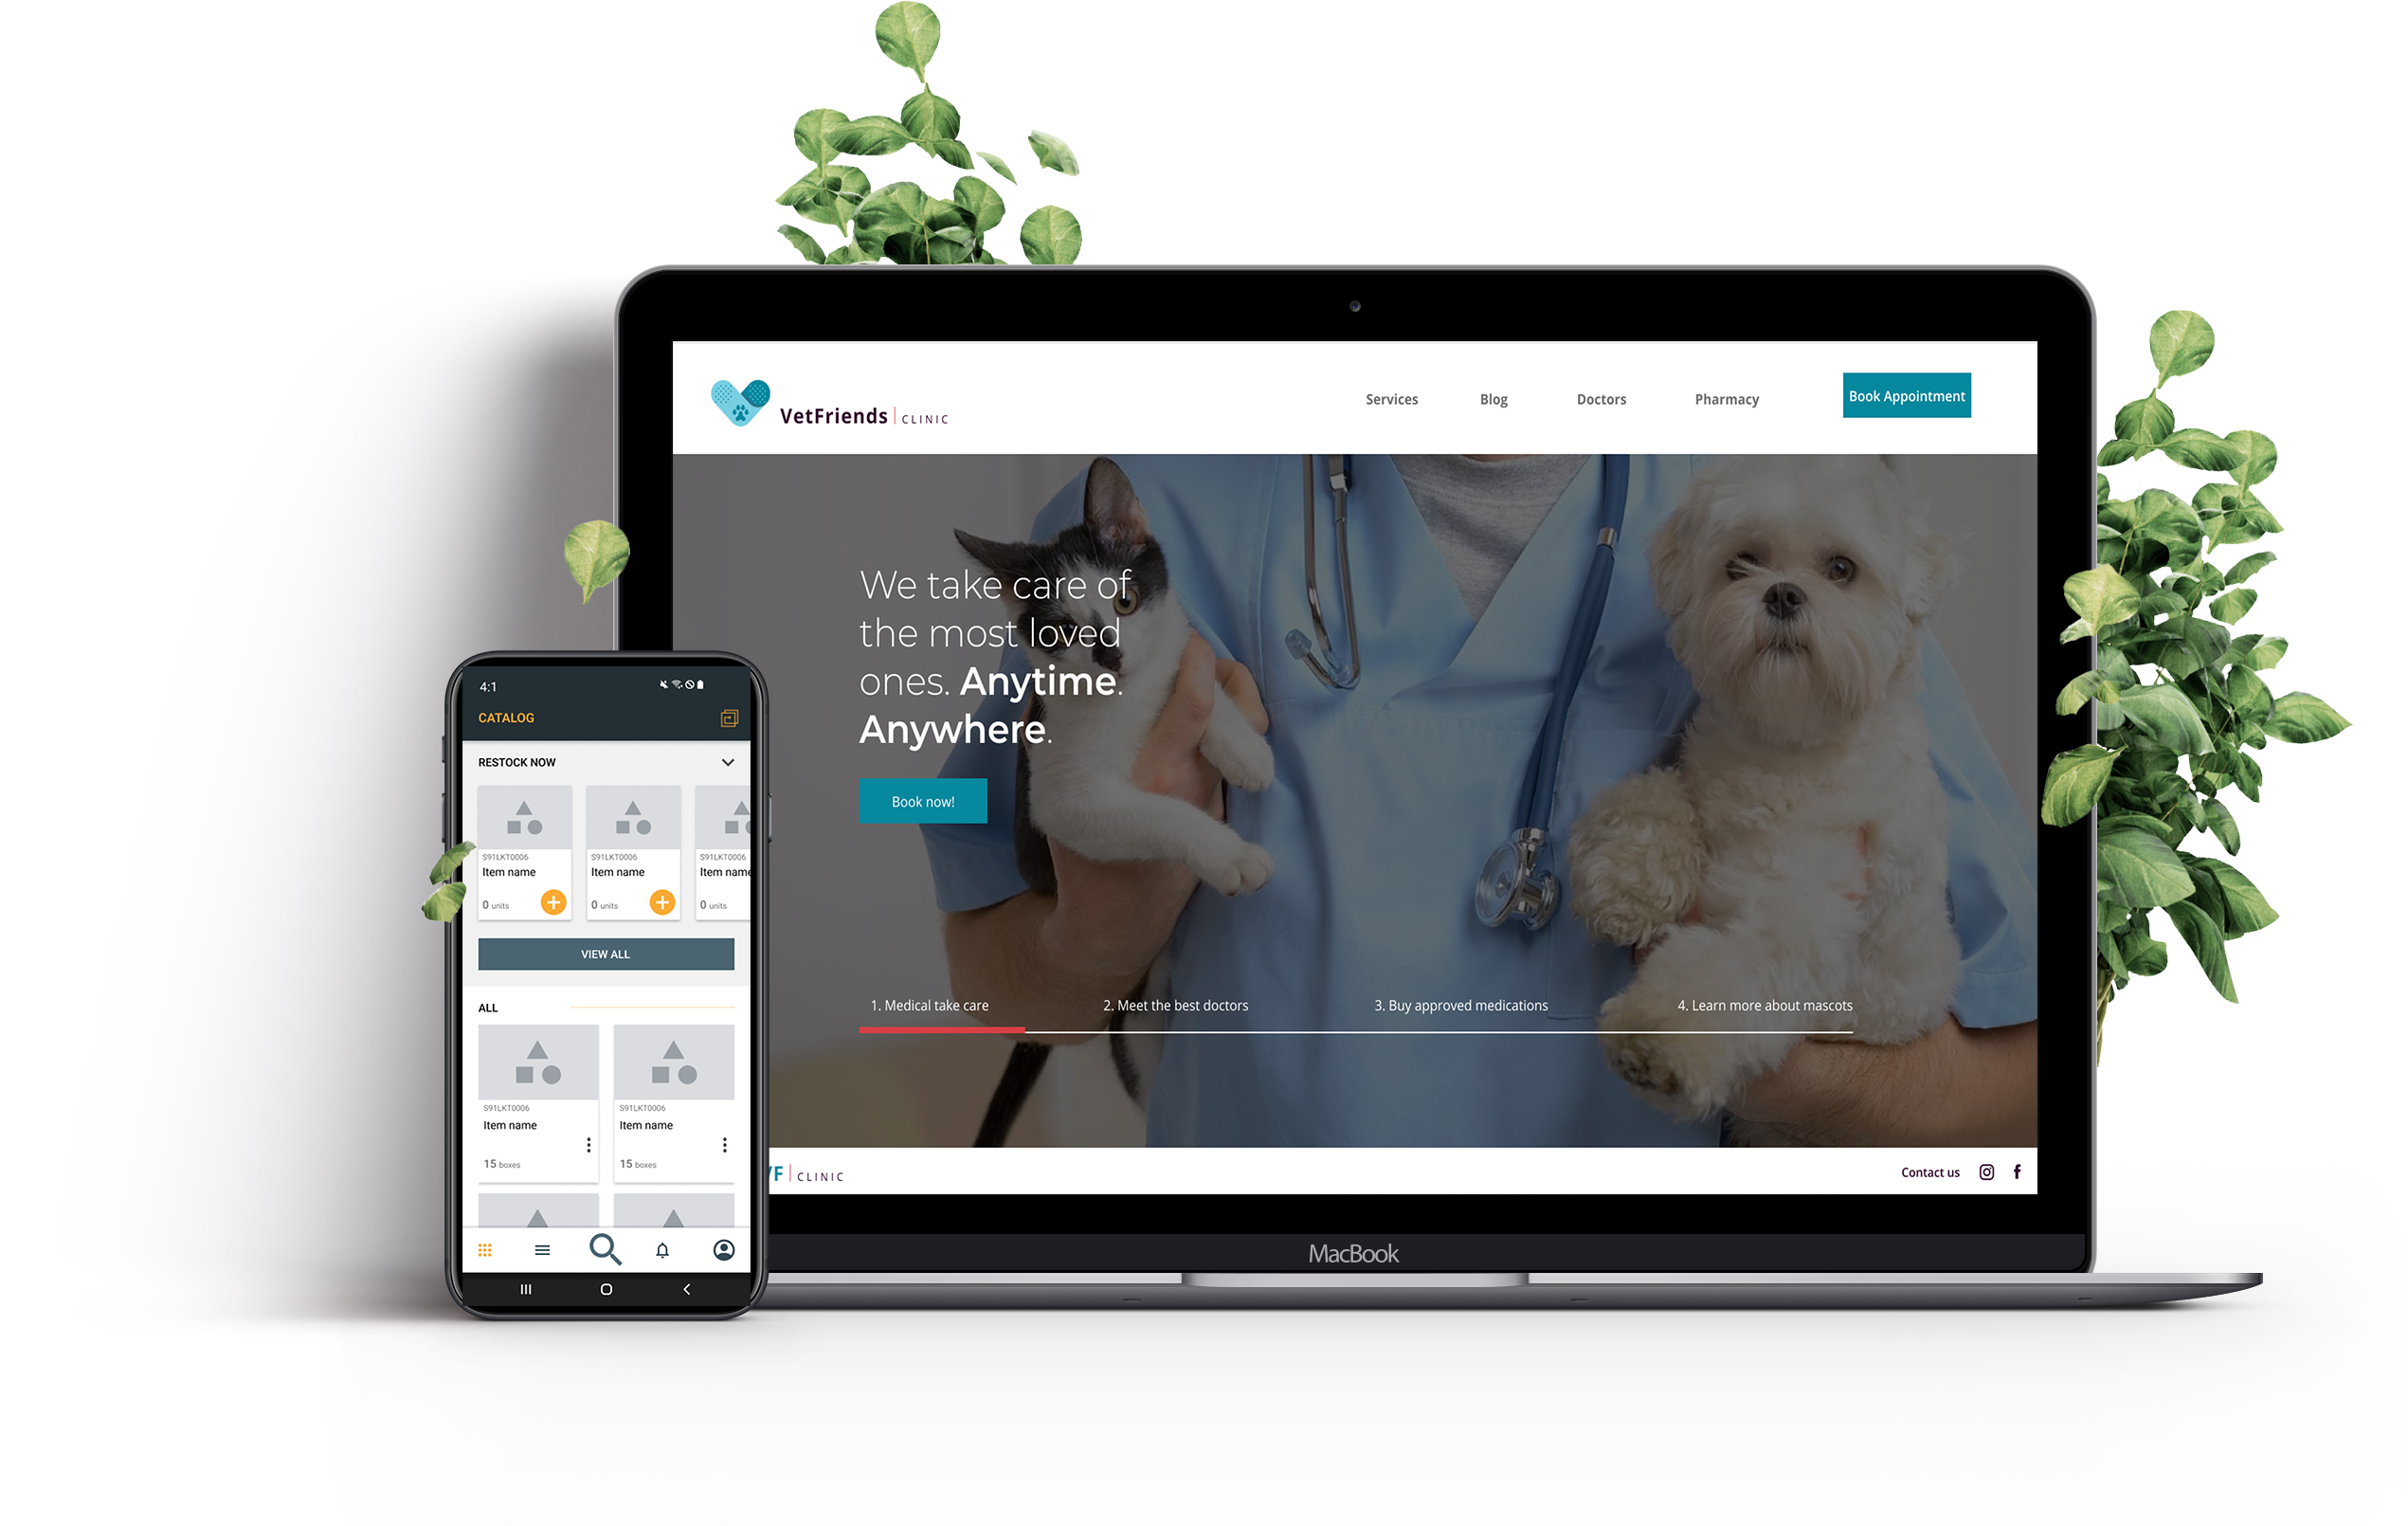 VetFriends | CLINIC
Services Blog Doctors Pharmacy Book Appointment
We take care of
the most loved
ones. Anytime.
Anywhere.
Book now!
1. Medical take care 2. Meet the best doctors 3. Buy approved medications 4. Learn more about mascots
F | CLINIC
Contact us
MacBook
4:1
CATALOG
RESTOCK NOW
S91LKT0006 S91LKT0006 S91LKT0006
Item name Item name Item name
0 units 0 units 0 units
VIEW ALL
ALL
S91LKT0006 S91LKT0006
Item name Item name
15 boxes 15 boxes